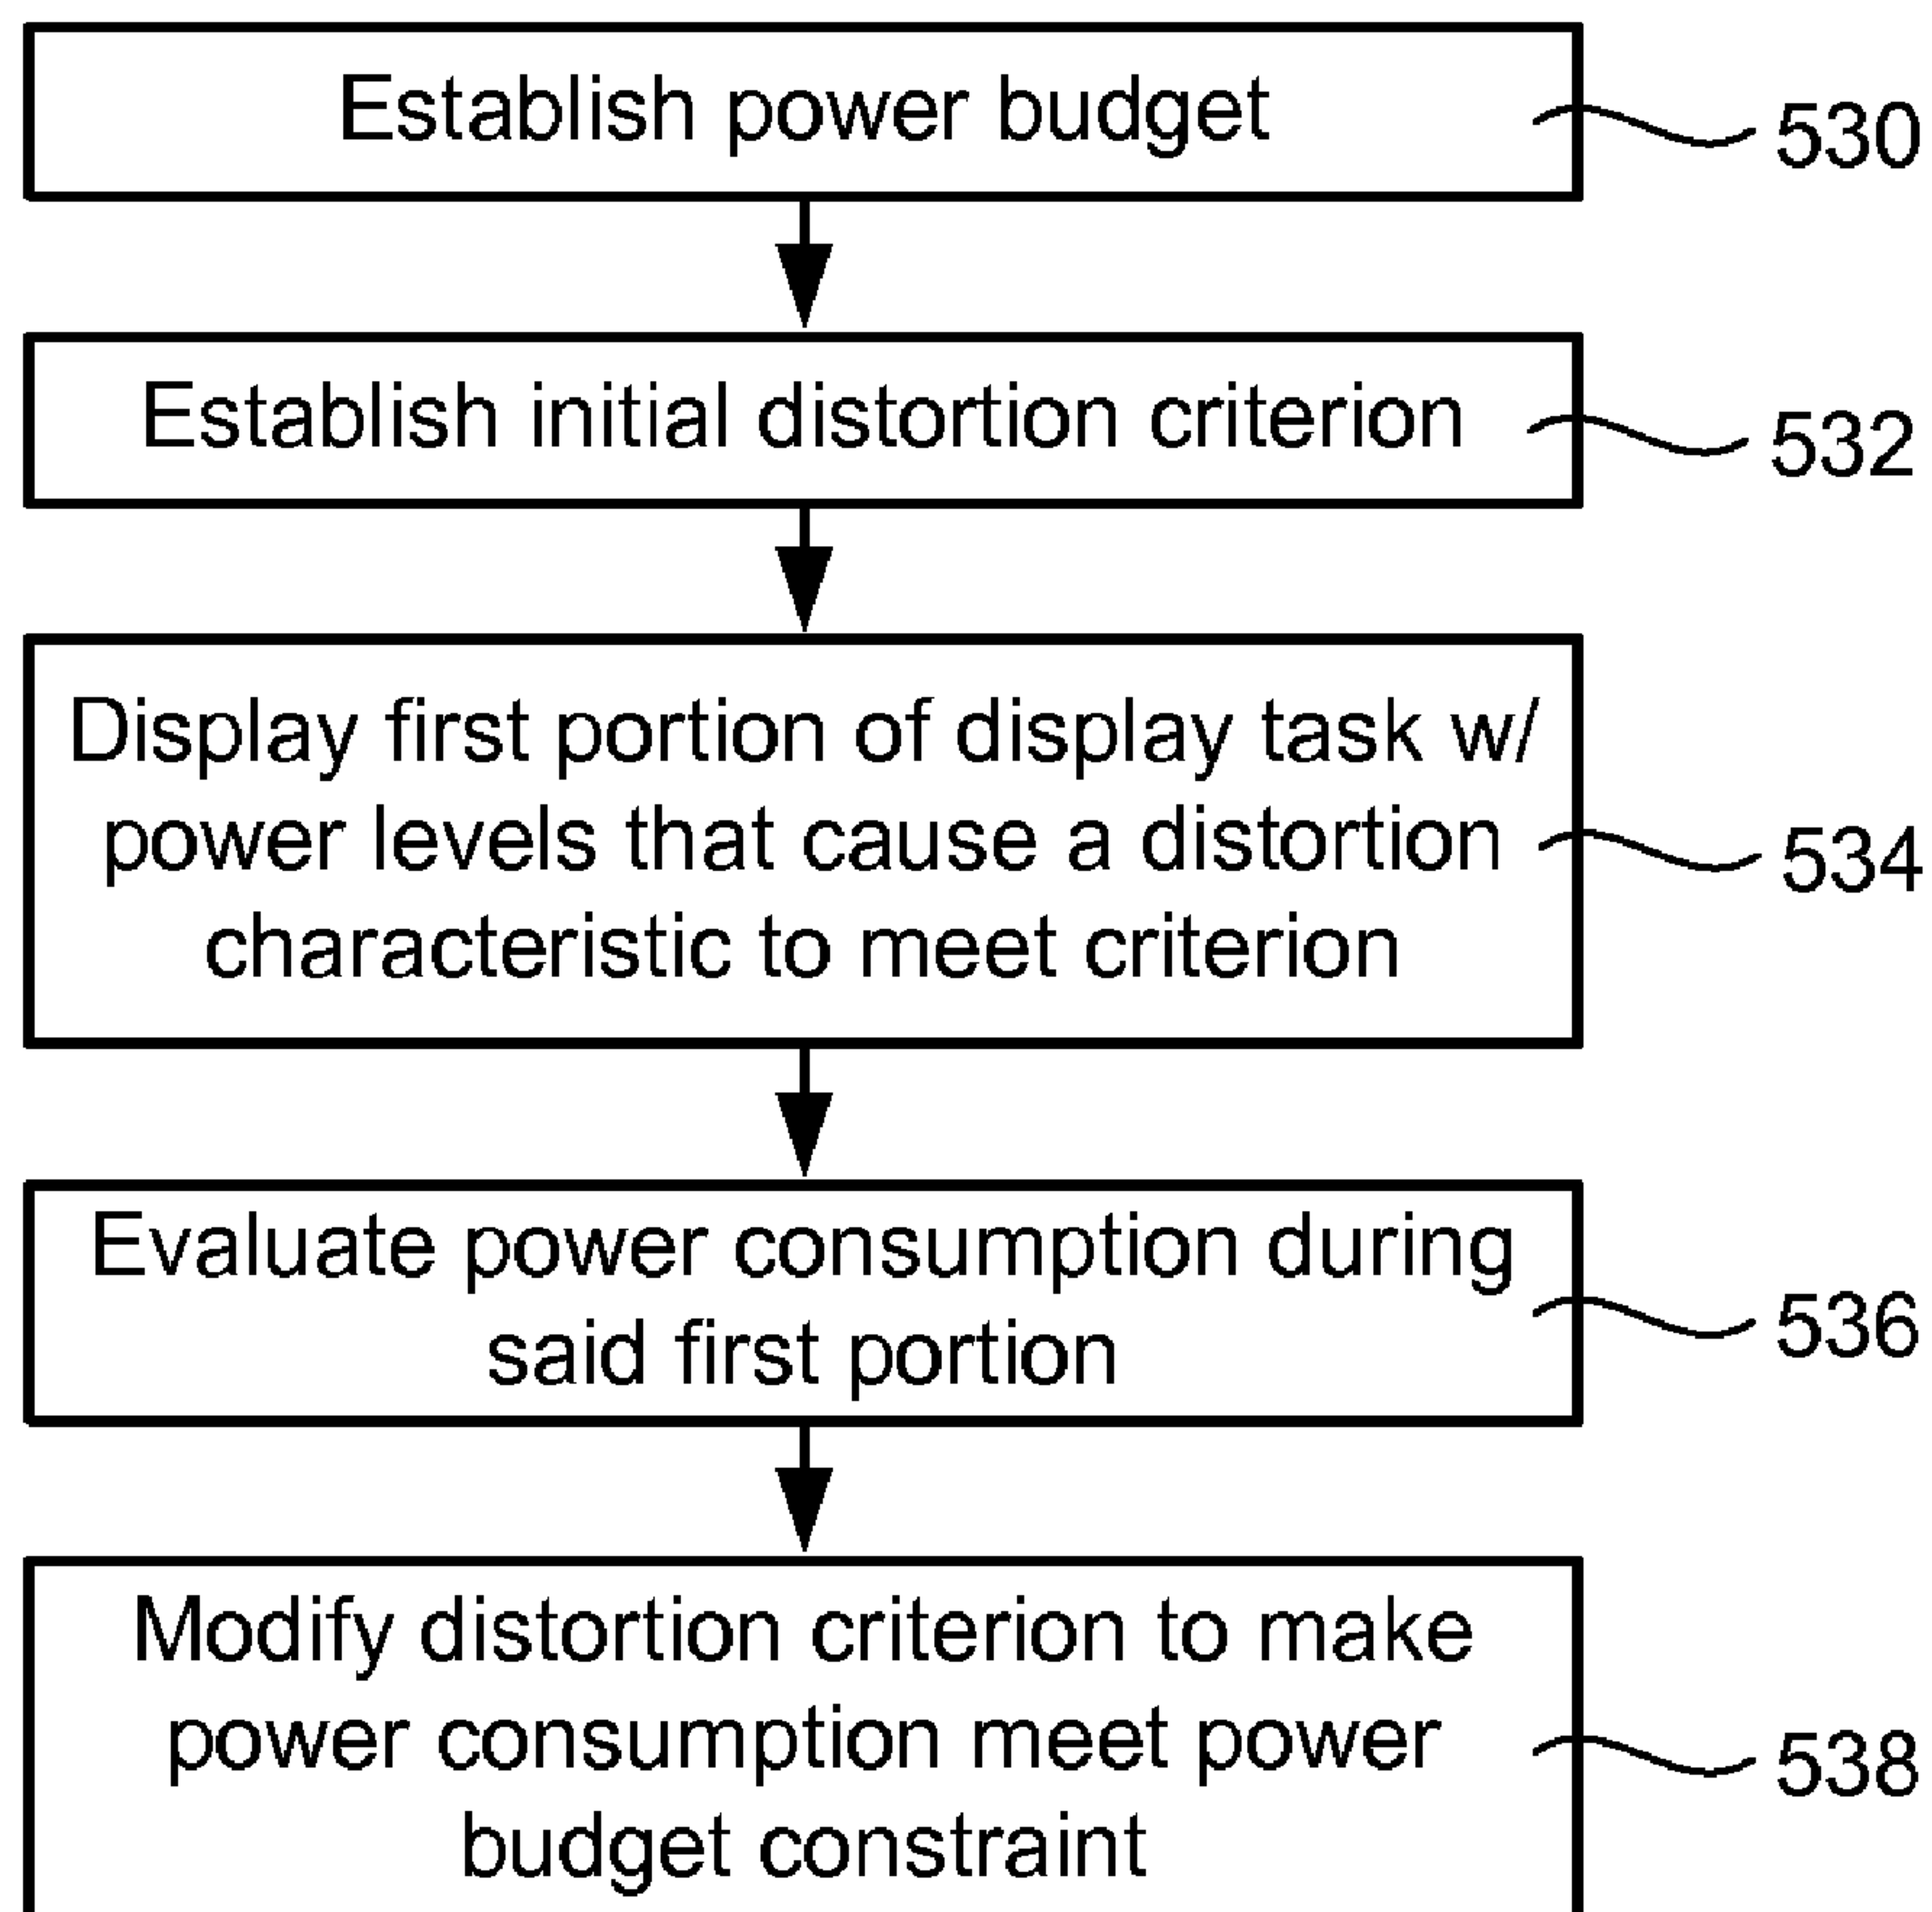 Establish power budget
530
Establish initial distortion criterion
532
Display first portion of display task w/
power levels that cause a distortion
characteristic to meet criterion
534
Evaluate power consumption during
said first portion
536
Modify distortion criterion to make
power consumption meet power
budget constraint
538